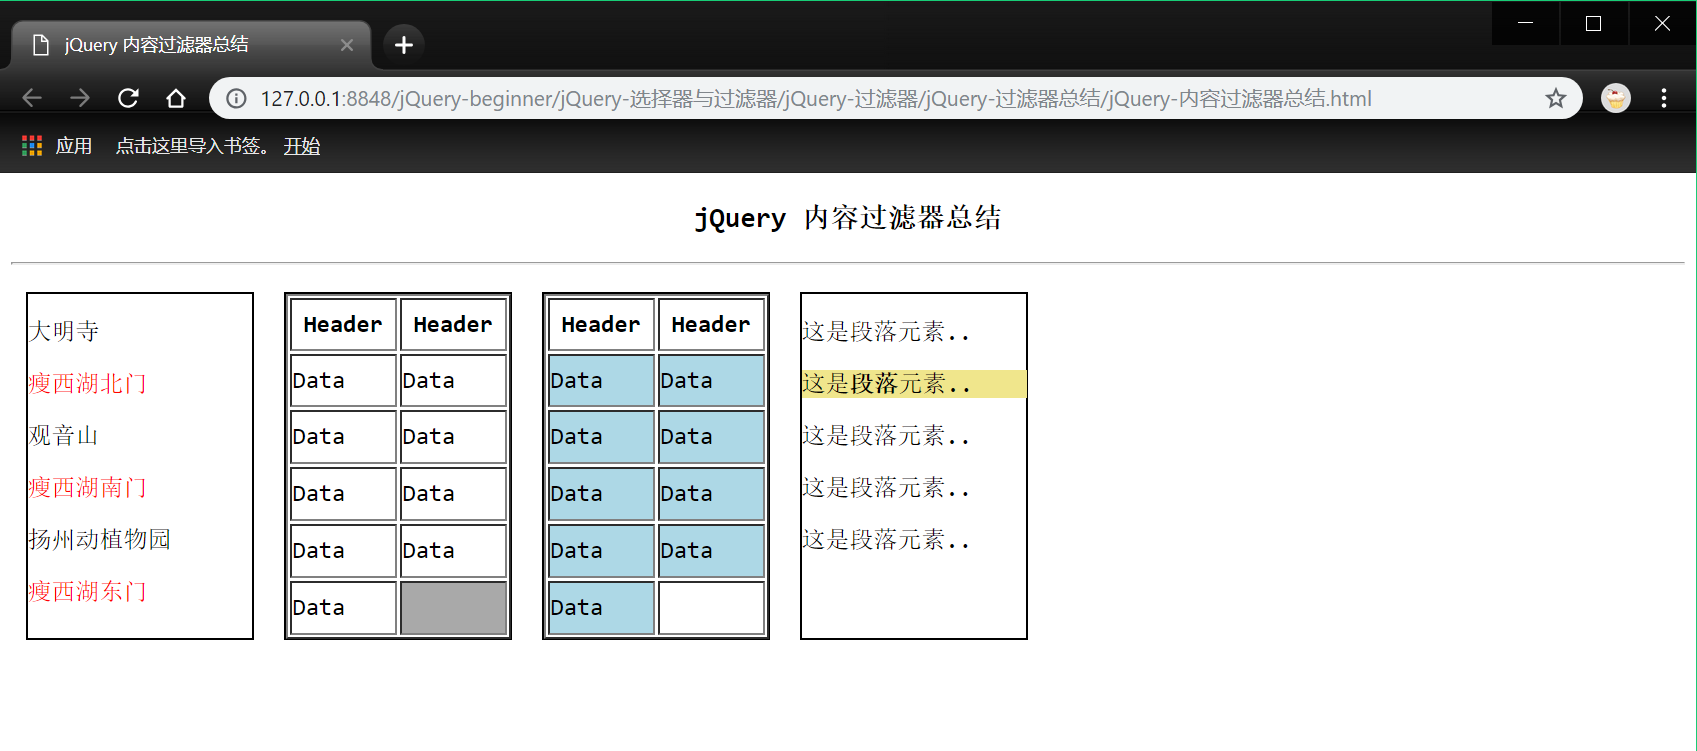 jQuery 内容过滤器总结
127.0.0.1:8848/jQuery-beginner/jQuery-选择器与过滤器/jQuery-过滤器/jQuery-过滤器总结/jQuery-内容过滤器总结.html
应用 点击这里导入书签。 开始
jQuery 内容过滤器总结
大明寺
瘦西湖北门
观音山
瘦西湖南门
扬州动植物园
瘦西湖东门
Header Header
Data Data
Data Data
Data Data
Data Data
Data
Header Header
Data Data
Data Data
Data Data
Data Data
Data
这是段落元素..
这是段落元素..
这是段落元素..
这是段落元素..
这是段落元素..